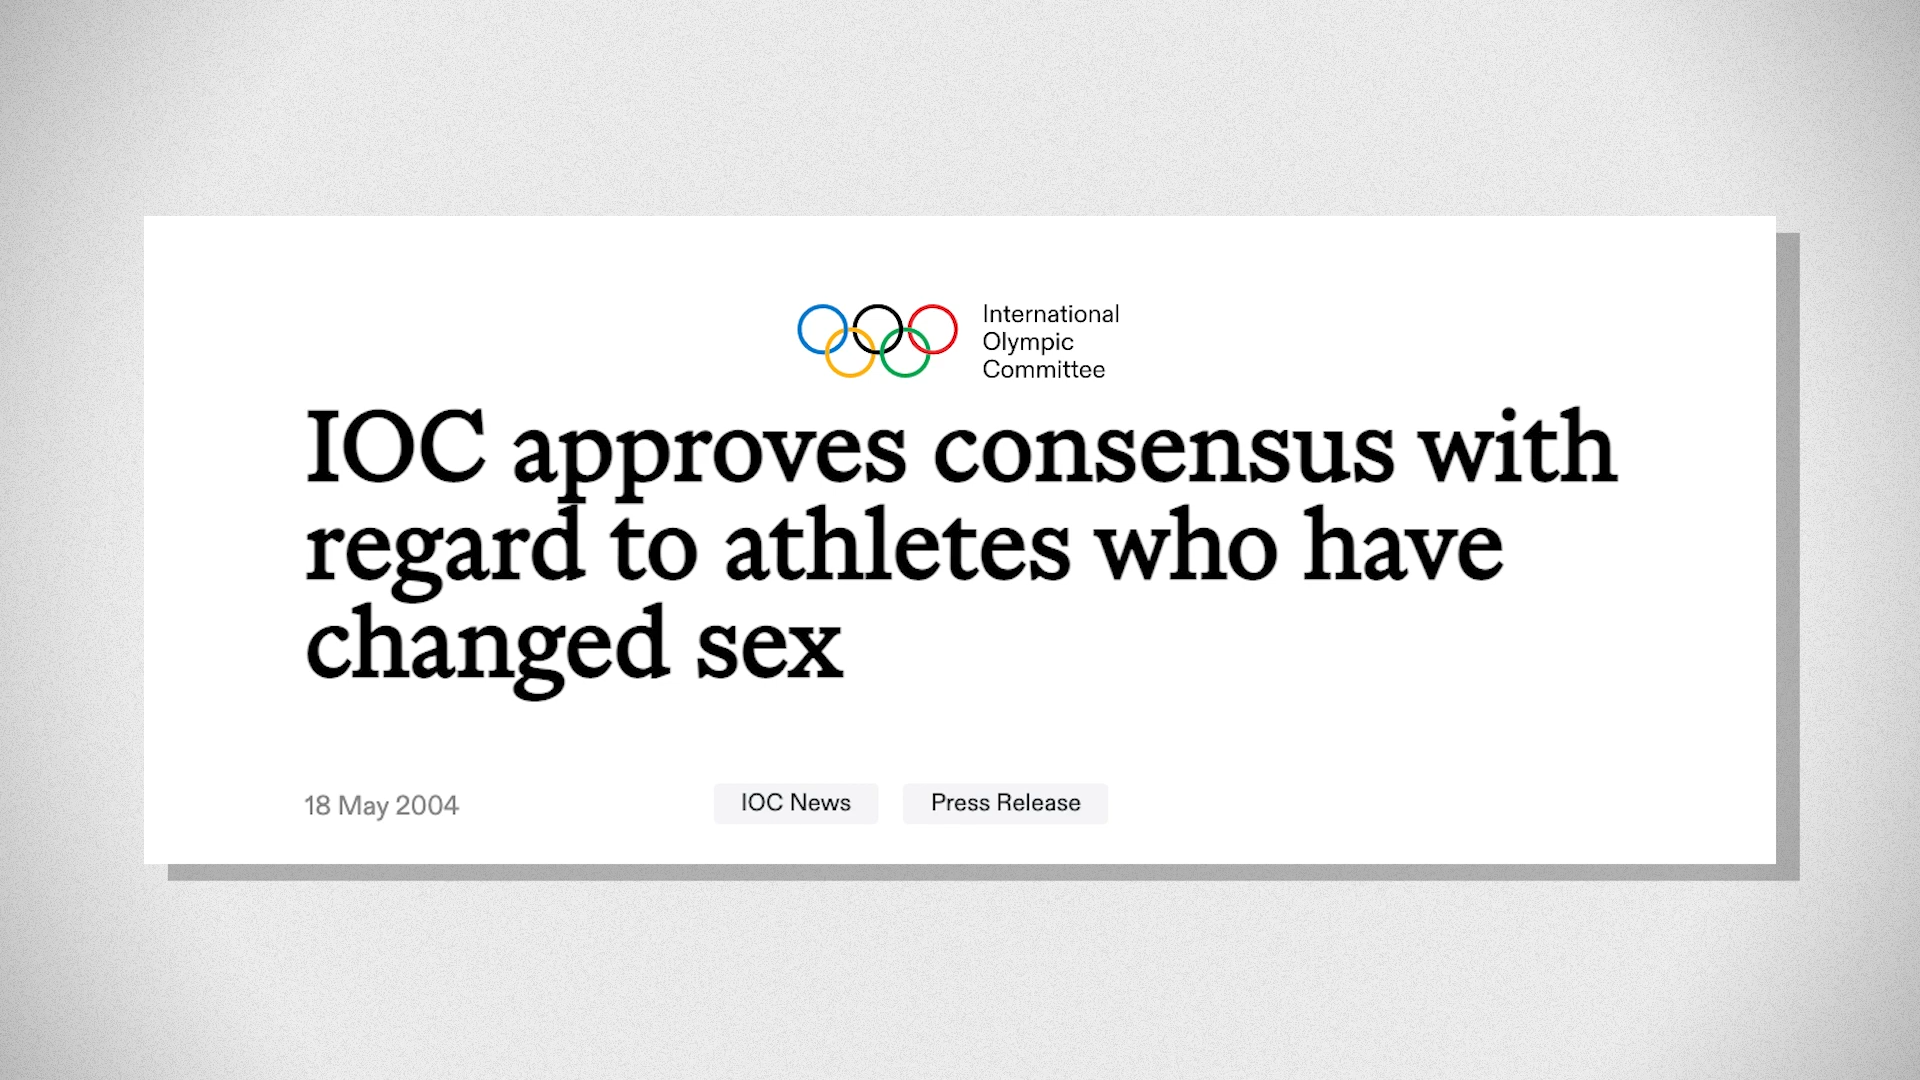 International
Olympic
Committee
IOC approves consensus with
regard to athletes who have
changed sex
18 May 2004
IOC News
Press Release